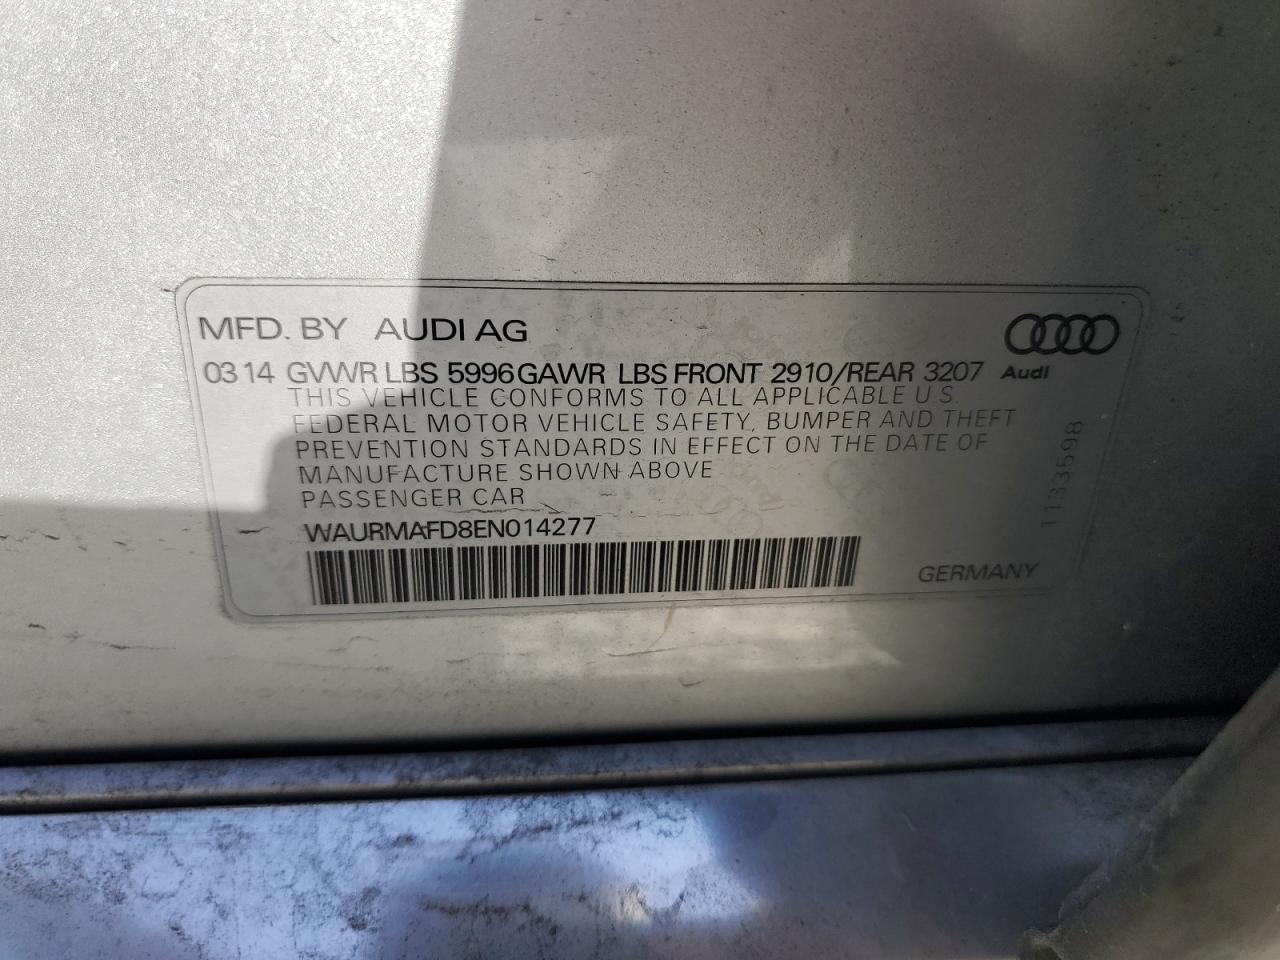 MFD. BY AUDI AG
03 14 GVWR LBS 5996 GAWR LBS FRONT 2910/REAR 3207 Audi
THIS VEHICLE CONFORMS TO ALL APPLICABLE U.S.
FEDERAL MOTOR VEHICLE SAFETY, BUMPER AND THEFT
PREVENTION STANDARDS IN EFFECT ON THE DATE OF
MANUFACTURE SHOWN ABOVE
PASSENGER CAR
WAURMAFD8EN014277
GERMANY
1133598